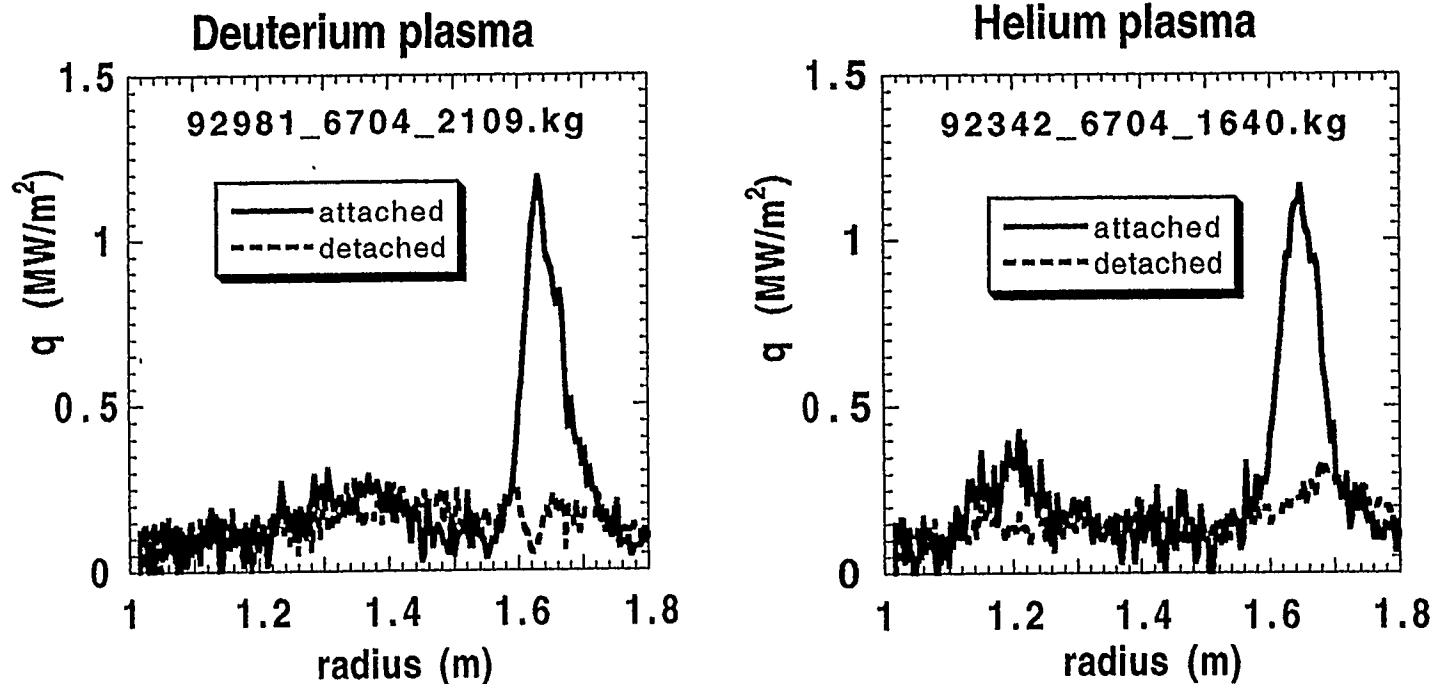 Deuterium plasma
1.5
92981_6704_2109.kg
attached
detached
1
0.5
0
q (MW/m²)
1 1.2 1.4 1.6 1.8
radius (m)
Helium plasma
1.5
92342_6704_1640.kg
attached
detached
1
0.5
0
q (MW/m²)
1 1.2 1.4 1.6 1.8
radius (m)